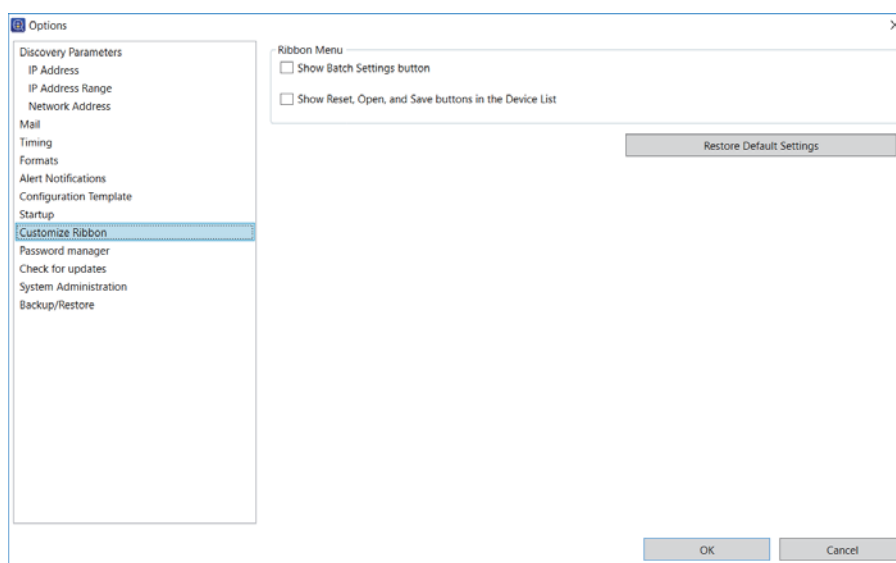 Options
Discovery Parameters
IP Address
IP Address Range
Network Address
Mail
Timing
Formats
Alert Notifications
Configuration Template
Startup
Customize Ribbon
Password manager
Check for updates
System Administration
Backup/Restore
Ribbon Menu
Show Batch Settings button
Show Reset, Open, and Save buttons in the Device List
Restore Default Settings
OK
Cancel